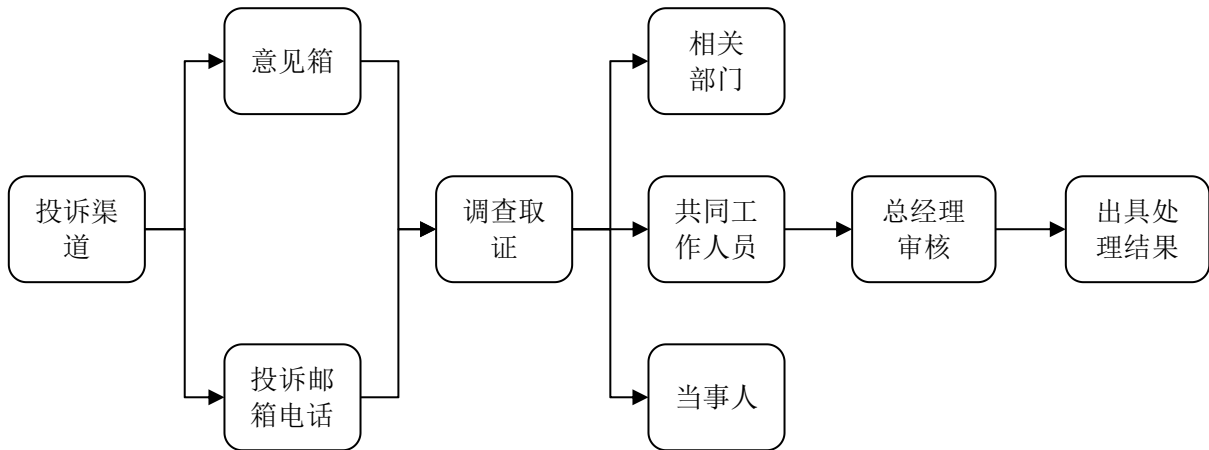 意见箱
相关
部门
投诉渠
道
调查取
证
共同工
作人员
总经理
审核
出具处
理结果
投诉邮
箱电话
当事人